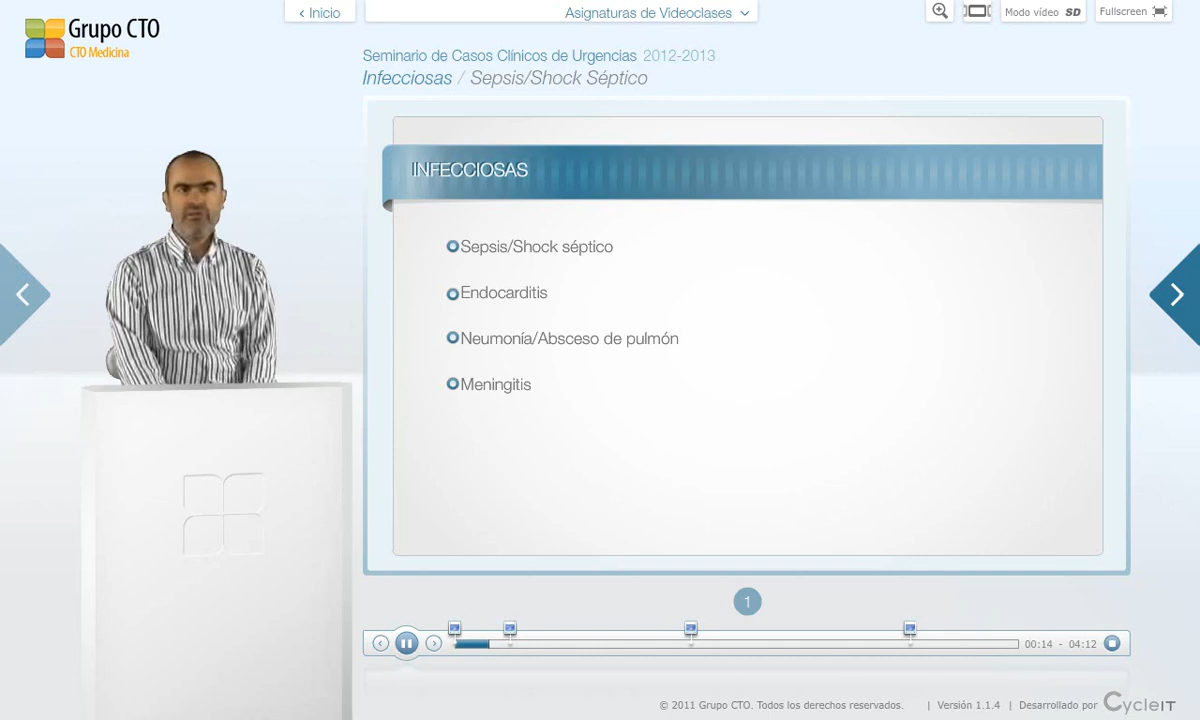 Grupo CTO
CTO Medicina
‹ Inicio
Asignaturas de Videoclases
Modo vídeo SD
Fullscreen
Seminario de Casos Clínicos de Urgencias 2012-2013
Infecciosas / Sepsis/Shock Séptico
INFECCIOSAS
Sepsis/Shock séptico
Endocarditis
Neumonía/Absceso de pulmón
Meningitis
1
00:14 - 04:12
© 2011 Grupo CTO. Todos los derechos reservados. | Versión 1.1.4 | Desarrollado por CycleIT